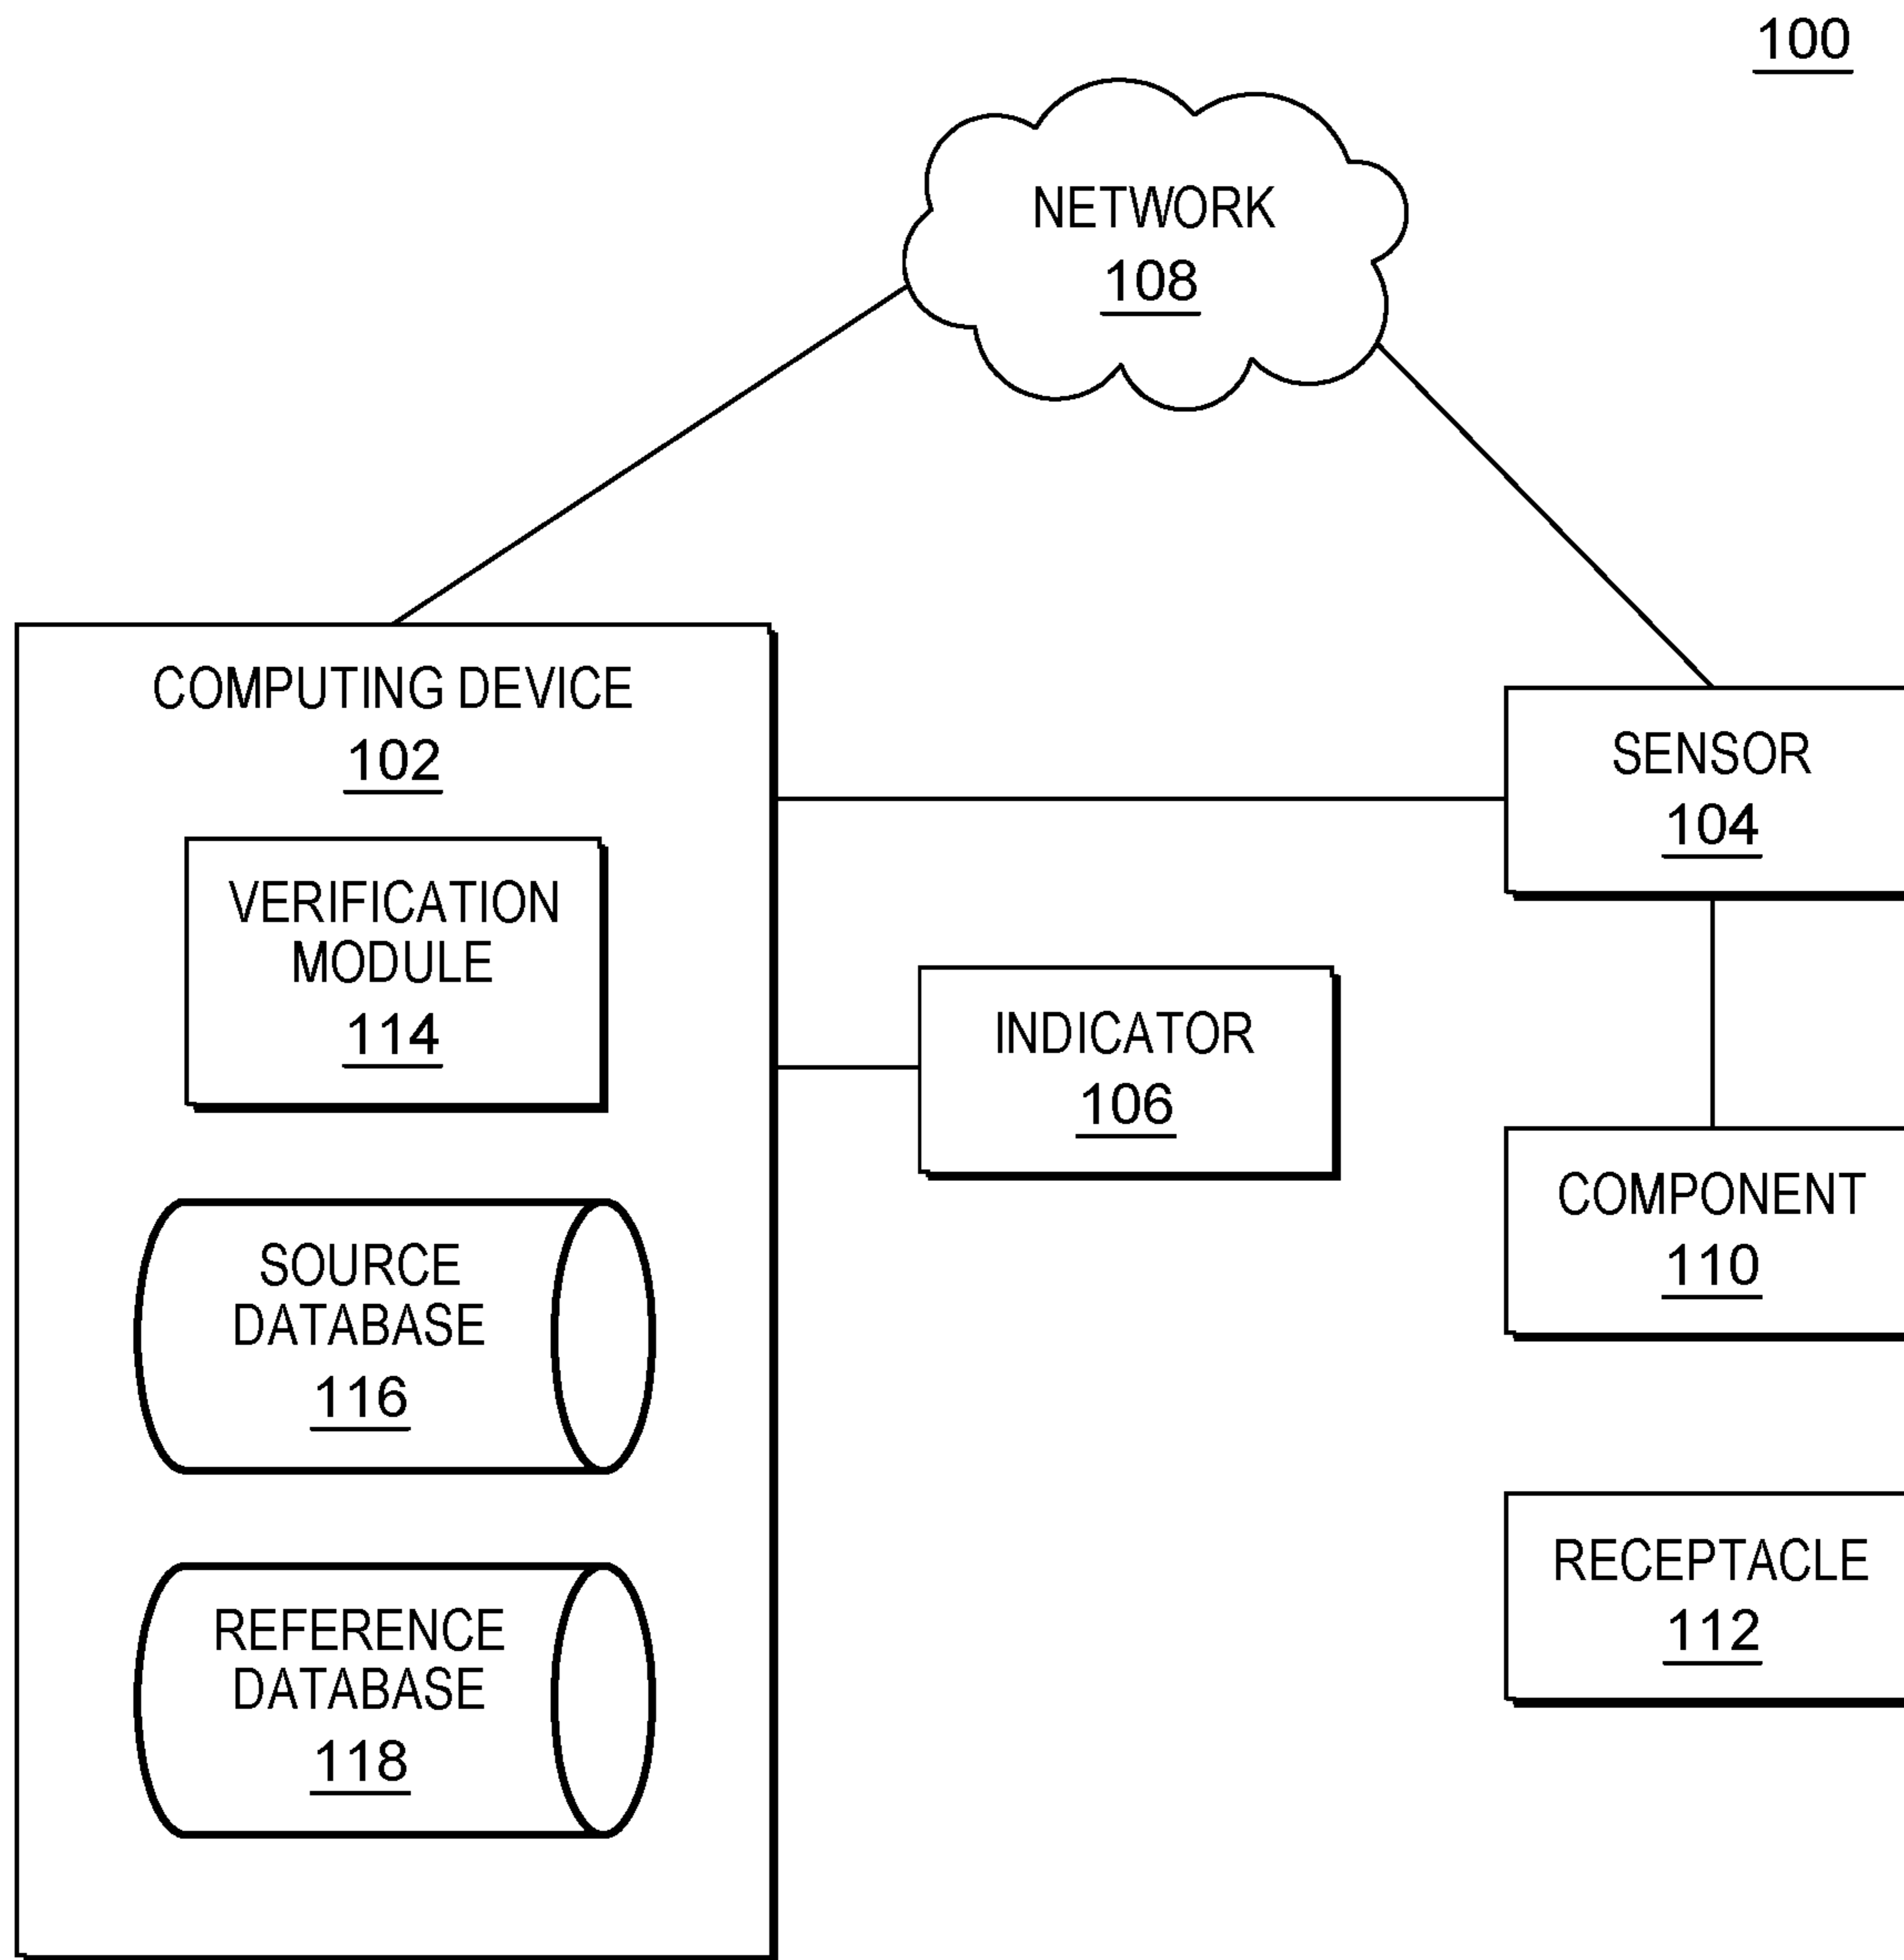 100
NETWORK
108
COMPUTING DEVICE
102
SENSOR
104
VERIFICATION
MODULE
114
INDICATOR
106
COMPONENT
110
SOURCE
DATABASE
116
RECEPTACLE
112
REFERENCE
DATABASE
118